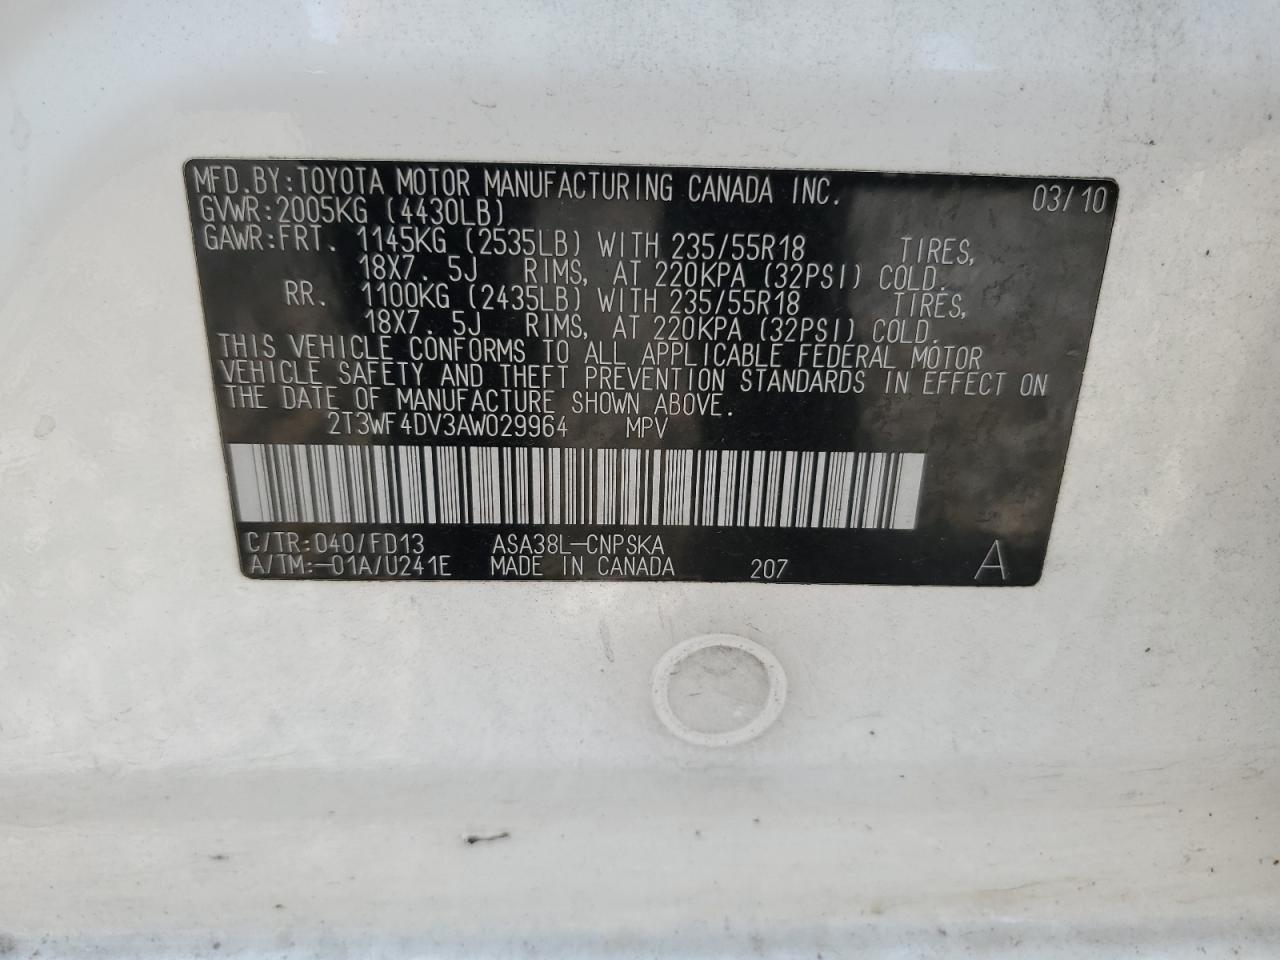 MFD.BY:TOYOTA MOTOR MANUFACTURING CANADA INC. 03/10
GVWR:2005KG (4430LB)
GAWR:FRT. 1145KG (2535LB) WITH 235/55R18 TIRES,
18X7.5J RIMS, AT 220KPA (32PSI) COLD.
RR. 1100KG (2435LB) WITH 235/55R18 TIRES,
18X7.5J RIMS, AT 220KPA (32PSI) COLD.
THIS VEHICLE CONFORMS TO ALL APPLICABLE FEDERAL MOTOR
VEHICLE SAFETY AND THEFT PREVENTION STANDARDS IN EFFECT ON
THE DATE OF MANUFACTURE SHOWN ABOVE.
2T3WF4DV3AW029964 MPV
C/TR:040/FD13 ASA38L-CNPSKA
A/TM:-01A/U241E MADE IN CANADA 207 A